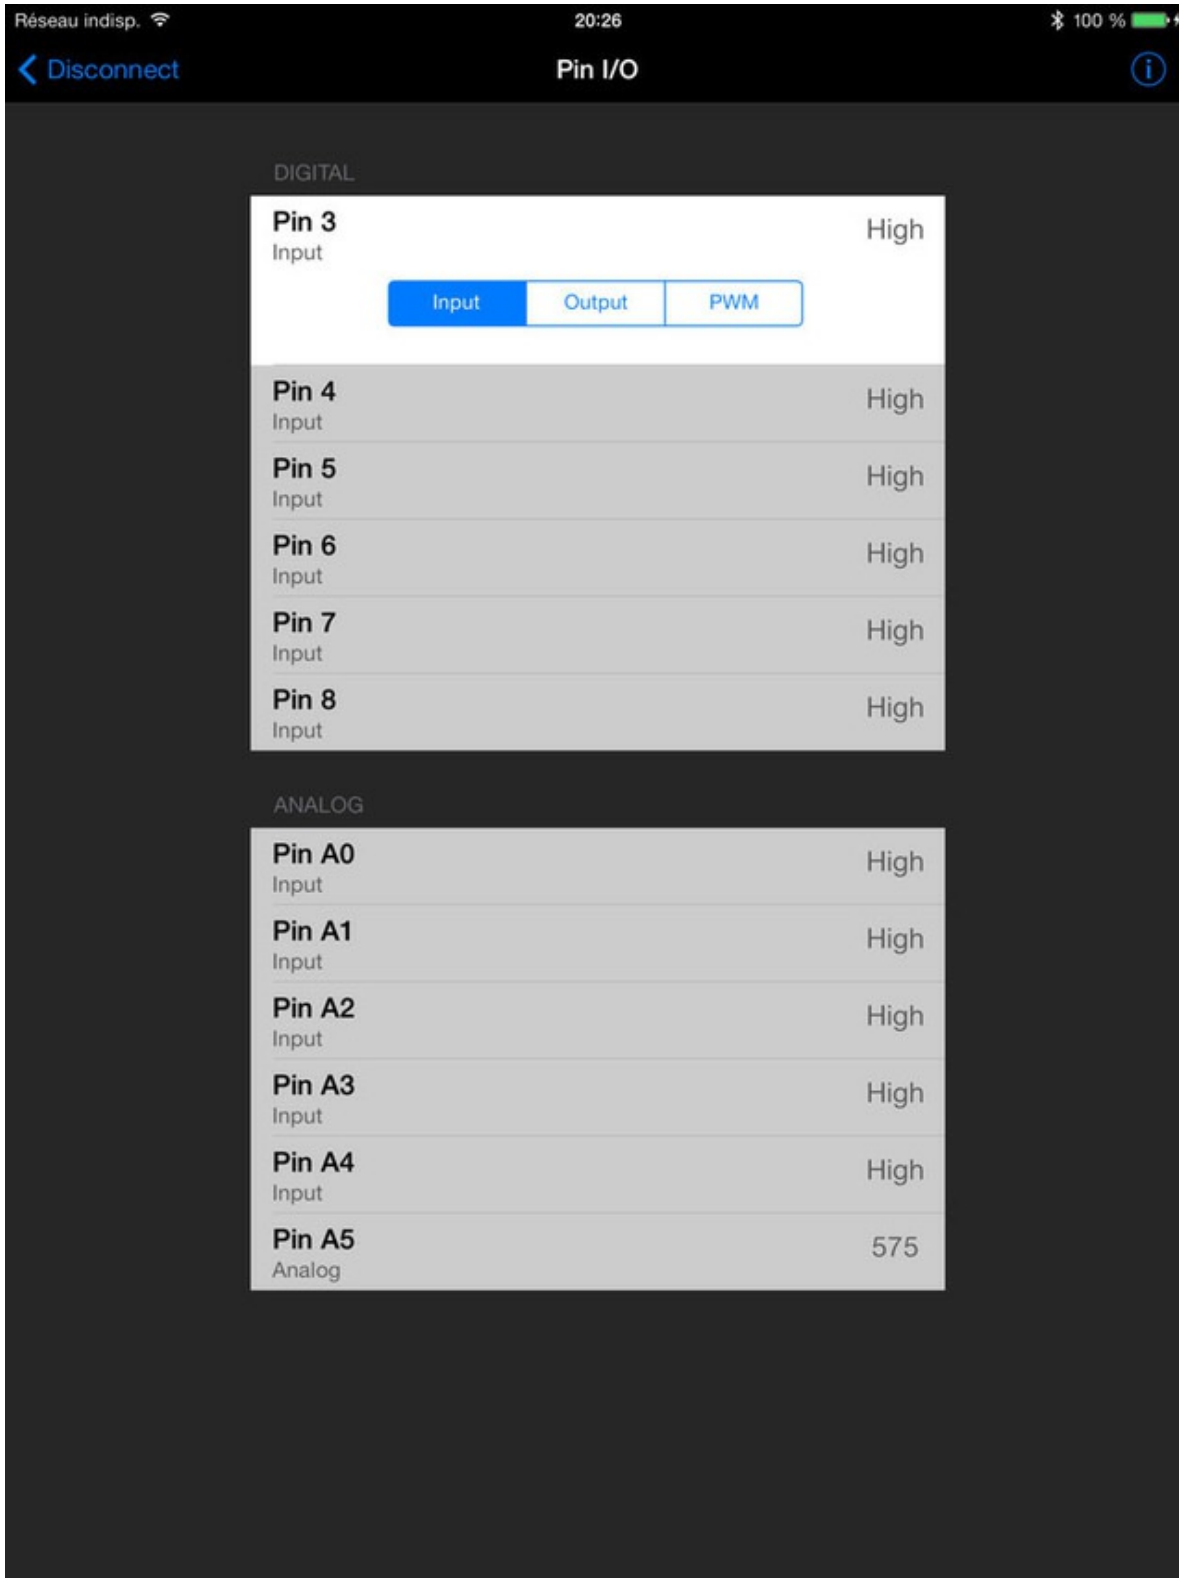 Réseau indisp. 20:26 100 %
Disconnect Pin I/O
DIGITAL
Pin 3 High
Input
Input Output PWM
Pin 4 High
Input
Pin 5 High
Input
Pin 6 High
Input
Pin 7 High
Input
Pin 8 High
Input
ANALOG
Pin A0 High
Input
Pin A1 High
Input
Pin A2 High
Input
Pin A3 High
Input
Pin A4 High
Input
Pin A5 575
Analog